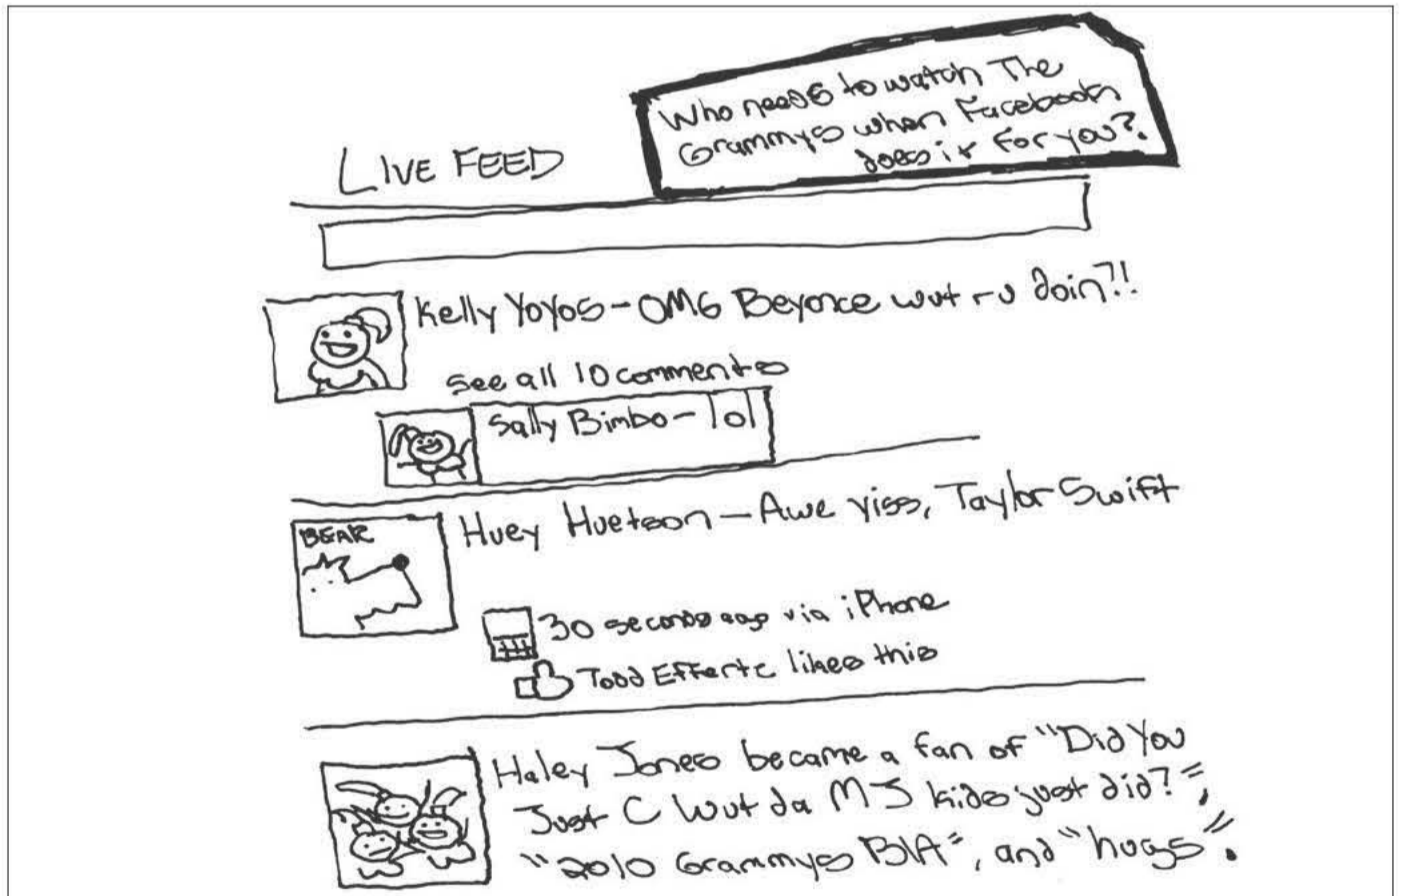 Who needs to watch The
Grammys when Facebook
does it for you?.
LIVE FEED
Kelly Yoyos - OMG Beyonce wut r u doin?!
see all 10 comments
Sally Bimbo - lol
BEAR
Huey Huetson - Awe yiss, Taylor Swift
30 seconds ago via iPhone
Todd Effertz likes this
Haley Jones became a fan of "Did You
Just C Wut da MJ kids just did?",
"2010 Grammys BIA", and "hugs".